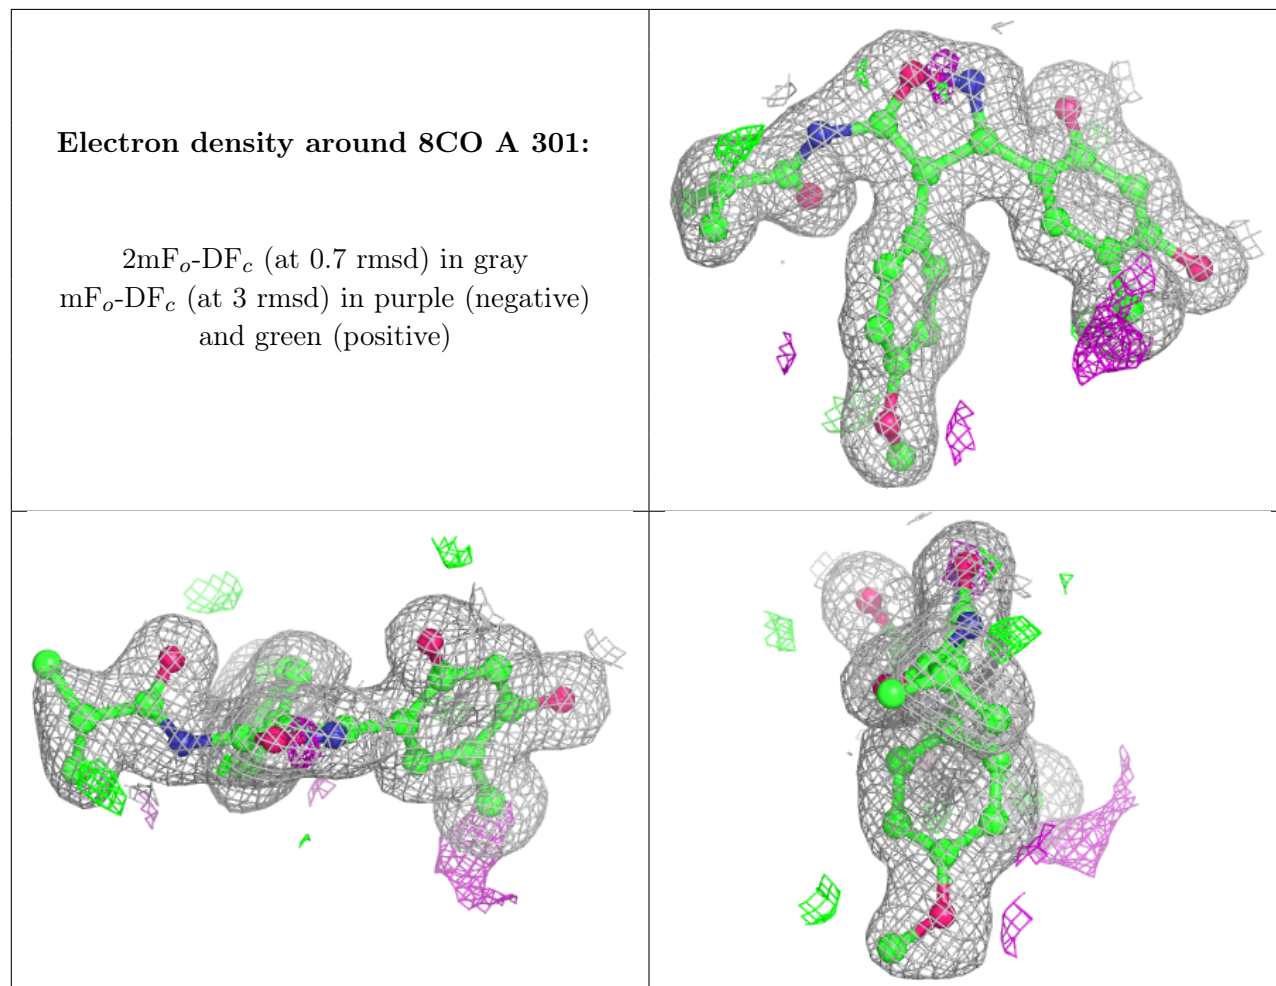 Electron density around 8CO A 301:
2mFo-DFc (at 0.7 rmsd) in gray
mFo-DFc (at 3 rmsd) in purple (negative)
and green (positive)